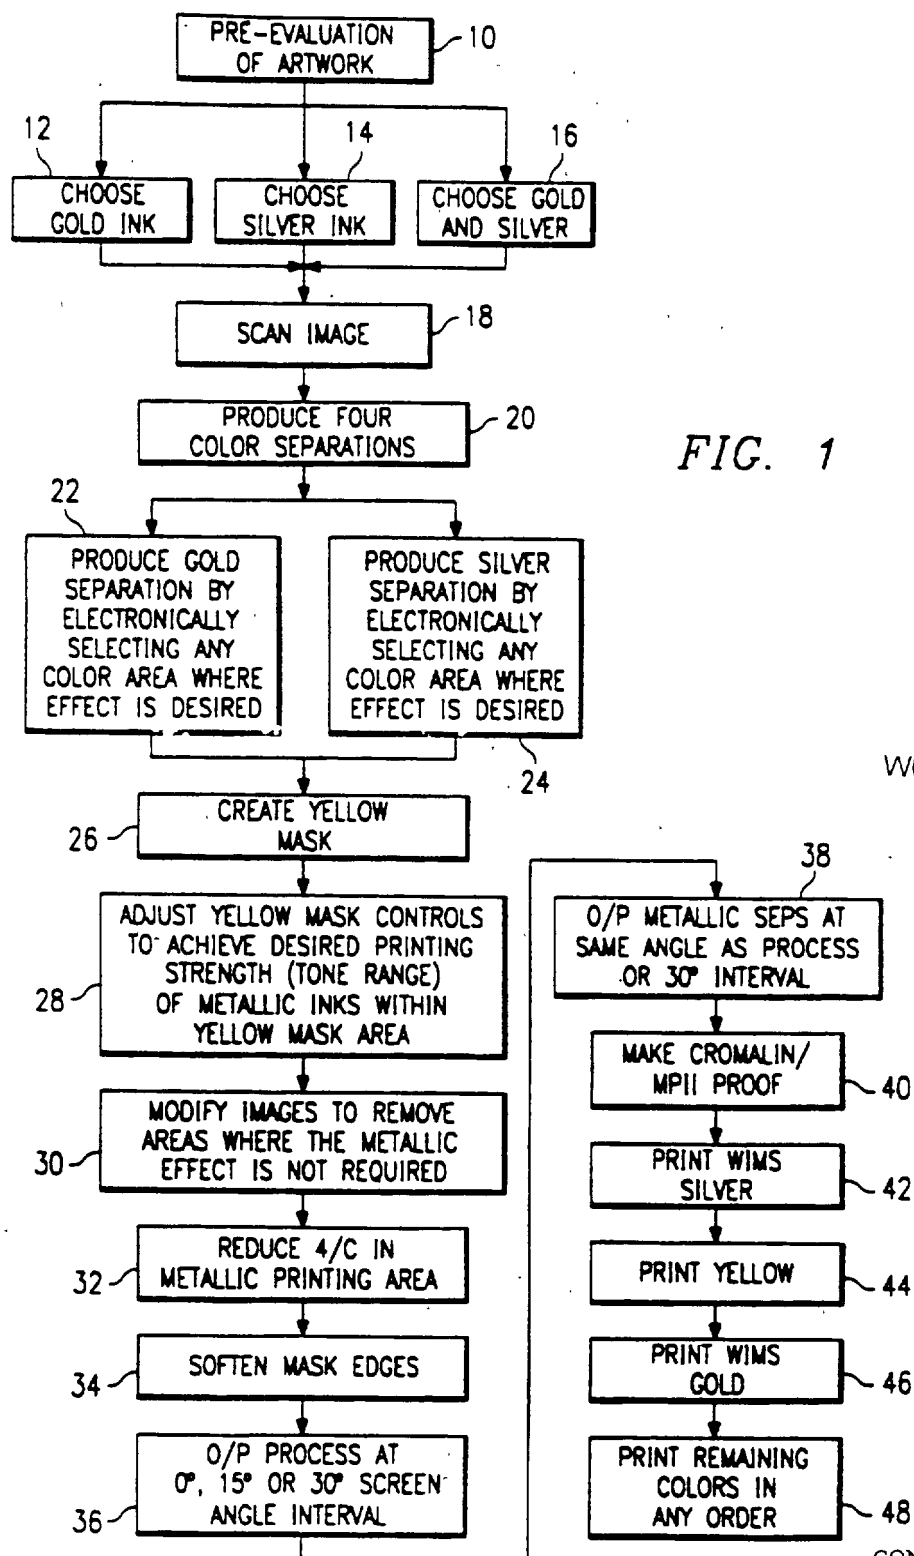 PRE-EVALUATION
OF ARTWORK
10
12
14
16
CHOOSE
GOLD INK
CHOOSE
SILVER INK
CHOOSE GOLD
AND SILVER
SCAN IMAGE
18
PRODUCE FOUR
COLOR SEPARATIONS
20
FIG. 1
22
PRODUCE GOLD
SEPARATION BY
ELECTRONICALLY
SELECTING ANY
COLOR AREA WHERE
EFFECT IS DESIRED
PRODUCE SILVER
SEPARATION BY
ELECTRONICALLY
SELECTING ANY
COLOR AREA WHERE
EFFECT IS DESIRED
24
CREATE YELLOW
MASK
26
ADJUST YELLOW MASK CONTROLS
TO ACHIEVE DESIRED PRINTING
STRENGTH (TONE RANGE)
OF METALLIC INKS WITHIN
YELLOW MASK AREA
28
MODIFY IMAGES TO REMOVE
AREAS WHERE THE METALLIC
EFFECT IS NOT REQUIRED
30
REDUCE 4/C IN
METALLIC PRINTING AREA
32
SOFTEN MASK EDGES
34
O/P PROCESS AT
0°, 15° OR 30° SCREEN
ANGLE INTERVAL
36
38
O/P METALLIC SEPS AT
SAME ANGLE AS PROCESS
OR 30° INTERVAL
MAKE CROMALIN/
MPII PROOF
40
PRINT WIMS
SILVER
42
PRINT YELLOW
44
PRINT WIMS
GOLD
46
PRINT REMAINING
COLORS IN
ANY ORDER
48